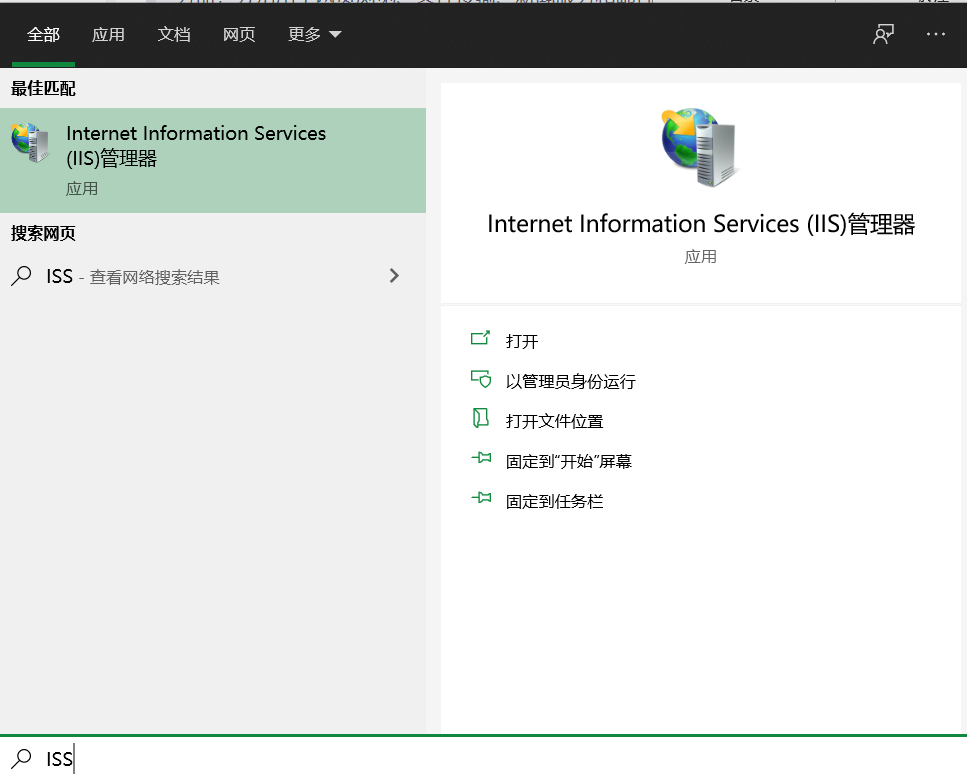 全部 应用 文档 网页 更多
最佳匹配
Internet Information Services
(IIS)管理器
应用
搜索网页
ISS - 查看网络搜索结果
Internet Information Services (IIS)管理器
应用
打开
以管理员身份运行
打开文件位置
固定到“开始”屏幕
固定到任务栏
ISS